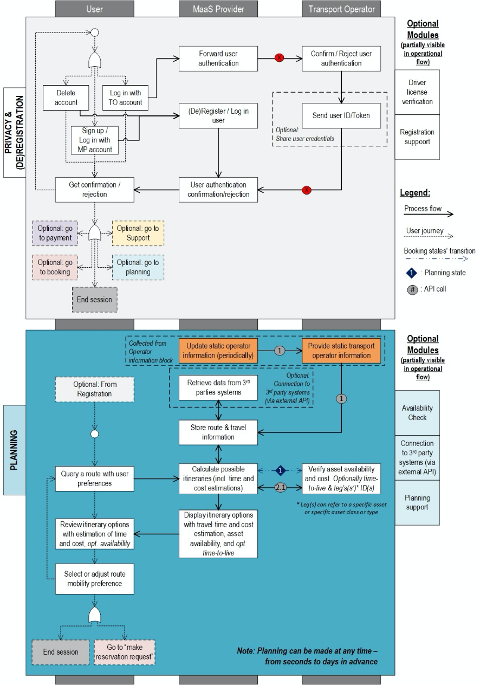 User
MaaS Provider
Transport Operator
Optional
Modules
(partially visible
in operational
flow)
PRIVACY &
(DE)REGISTRATION
Forward user
authentication
Confirm / Reject user
authentication
Delete
account
Log in with
TO account
(De)Register / Log in
user
Send user ID/Token
Optional:
Share user credentials
Driver
license
verification
Registration
support
Sign up /
Log in with
MP account
Get confirmation /
rejection
User authentication
confirmation/rejection
Optional: go
to payment
Optional: go to
Support
Optional: go
to booking
Optional: go to
planning
End session
Legend:
Process flow
User journey
Booking states' transition
1
: Planning state
#
: API call
PLANNING
Collected from
Operator
Information block
Update static operator
information (periodically)
1
Provide static transport
operator information
Optional
Modules
(partially visible
in operational
flow)
Optional: From
Registration
Retrieve data from 3rd
parties systems
Optional:
Connection to
3rd party systems
(via external API)
1
Store route & travel
information
Availability
Check
Connection
to 3rd party
systems (via
external API)
Planning
support
Query a route with user
preferences
Calculate possible
itineraries (incl. time and
cost estimations)
1
2.1
Verify asset availability
and cost. Optionally time-
to-live & leg(s)* ID(s)
* Leg(s) can refer to a specific asset
or specific asset class or type
Review itinerary options
with estimation of time and
cost, opt. availability
Display itinerary options
with travel time and cost
estimation, asset
availability, and opt
time-to-live
Select or adjust route
mobility preference
End session
Go to "make
reservation request"
Note: Planning can be made at any time –
from seconds to days in advance